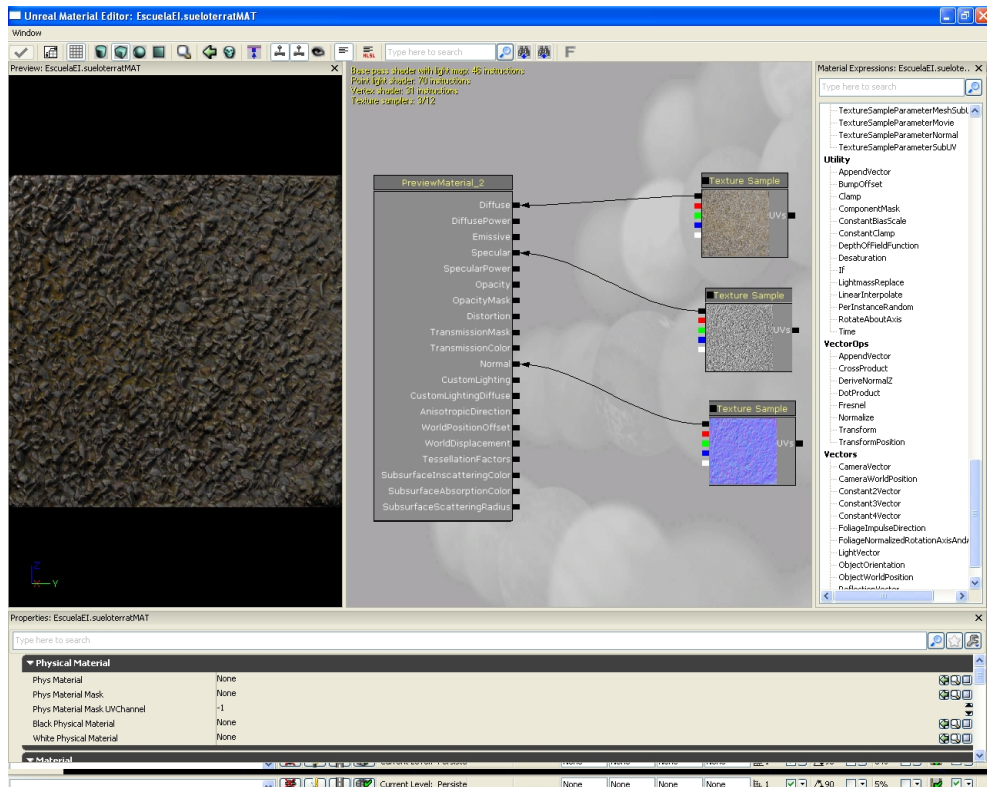 Unreal Material Editor: EscuelaEI.sueloterratMAT
Window
HLSL
Type here to search
F
Preview: EscuelaEI.sueloterratMAT
Base pass shader with light map: 46 instructions
Point light shader: 70 instructions
Vertex shader: 31 instructions
Texture samplers: 3/12
PreviewMaterial_2
Diffuse
DiffusePower
Emissive
Specular
SpecularPower
Opacity
OpacityMask
Distortion
TransmissionMask
TransmissionColor
Normal
CustomLighting
CustomLightingDiffuse
AnisotropicDirection
WorldPositionOffset
WorldDisplacement
TessellationFactors
SubsurfaceInscatteringColor
SubsurfaceAbsorptionColor
SubsurfaceScatteringRadius
Texture Sample
UVs
Texture Sample
UVs
Texture Sample
UVs
Material Expressions: EscuelaEI.suelote..
Type here to search
TextureSampleParameterMeshSubU
TextureSampleParameterMovie
TextureSampleParameterNormal
TextureSampleParameterSubUV
Utility
AppendVector
BumpOffset
Clamp
ComponentMask
ConstantBiasScale
ConstantClamp
DepthOfFieldFunction
Desaturation
If
LightmassReplace
LinearInterpolate
PerInstanceRandom
RotateAboutAxis
Time
VectorOps
AppendVector
CrossProduct
DeriveNormalZ
DotProduct
Fresnel
Normalize
Transform
TransformPosition
Vectors
CameraVector
CameraWorldPosition
Constant2Vector
Constant3Vector
Constant4Vector
FoliageImpulseDirection
FoliageNormalizedRotationAxisAndA
LightVector
ObjectOrientation
ObjectWorldPosition
ReflectionVector
Z
X Y
Properties: EscuelaEI.sueloterratMAT
Type here to search
Physical Material
Phys Material None
Phys Material Mask None
Phys Material Mask UVChannel -1
Black Physical Material None
White Physical Material None
Material
Current Level: Persiste None None None None 1 90 5%